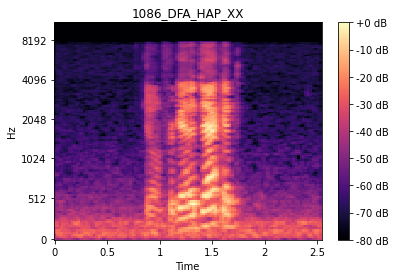 1086_DFA_HAP_XX
+0 dB
8192
-10 dB
4096
-20 dB
-30 dB
2048
-40 dB
Hz
1024
-50 dB
-60 dB
512
-70 dB
0
-80 dB
0 0.5 1 1.5 2 2.5
Time